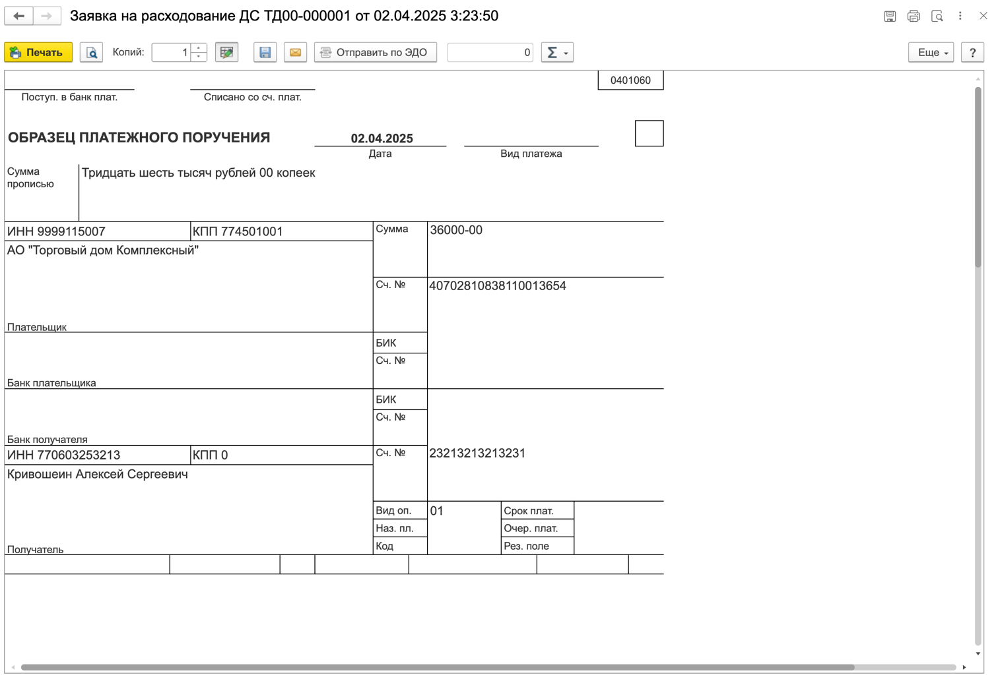 Заявка на расходование ДС ТД00-000001 от 02.04.2025 3:23:50
Печать
Копий:
1
Отправить по ЭДО
0
Σ
Еще
?
0401060
Поступ. в банк плат.
Списано со сч. плат.
ОБРАЗЕЦ ПЛАТЕЖНОГО ПОРУЧЕНИЯ
02.04.2025
Дата
Вид платежа
Сумма
прописью
Тридцать шесть тысяч рублей 00 копеек
ИНН 9999115007
КПП 774501001
Сумма
36000-00
АО "Торговый дом Комплексный"
Сч. №
40702810838110013654
Плательщик
БИК
Сч. №
Банк плательщика
БИК
Сч. №
Банк получателя
ИНН 770603253213
КПП 0
Сч. №
23213213213231
Кривошеин Алексей Сергеевич
Вид оп.
01
Срок плат.
Наз. пл.
Очер. плат.
Код
Рез. поле
Получатель